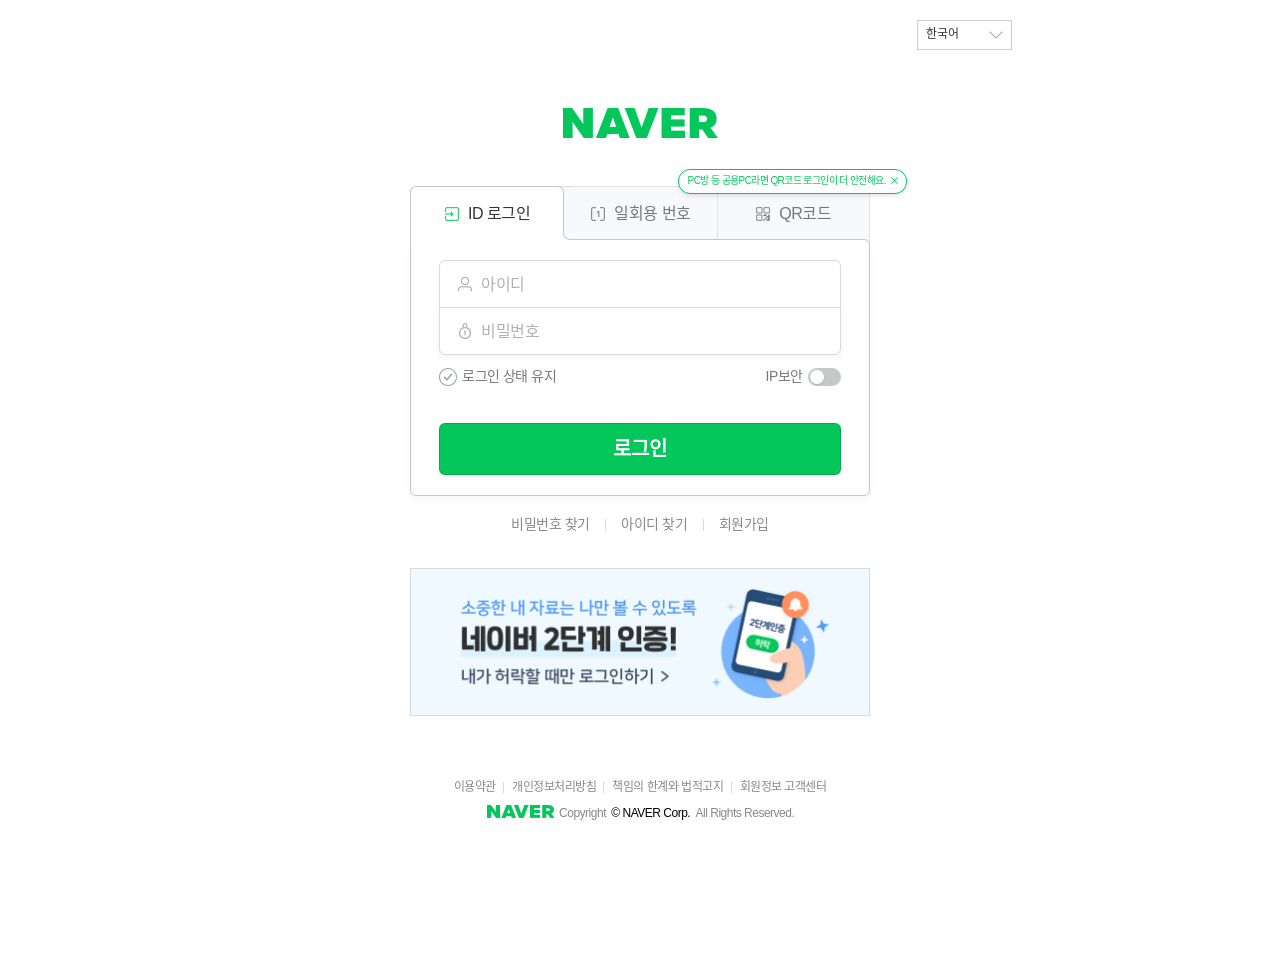 한국어
NAVER
PC방 등 공용PC라면 QR코드 로그인이 더 안전해요.
ID 로그인 일회용 번호 QR코드
아이디
비밀번호
로그인 상태 유지 IP보안
로그인
비밀번호 찾기 아이디 찾기 회원가입
소중한 내 자료는 나만 볼 수 있도록
네이버 2단계 인증!
내가 허락할 때만 로그인하기 >
2단계인증
허락
이용약관 개인정보처리방침 책임의 한계와 법적고지 회원정보 고객센터
NAVER Copyright © NAVER Corp. All Rights Reserved.